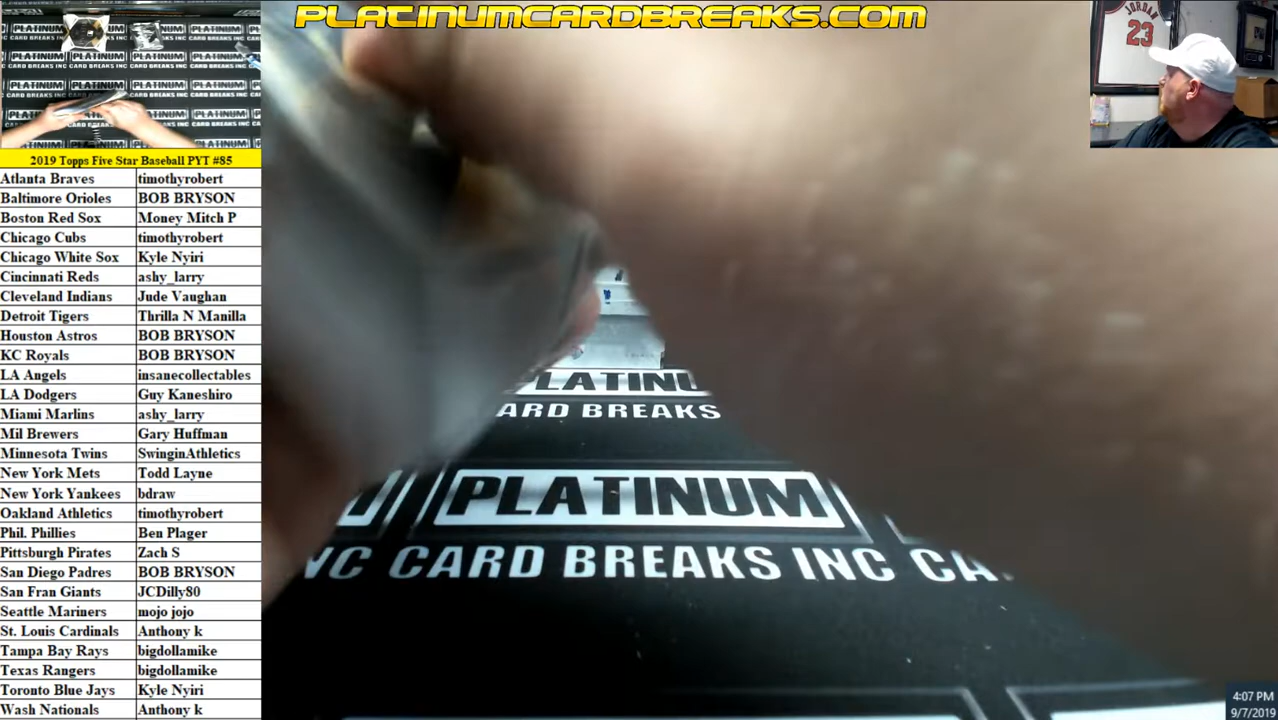 PLATINUMCARDBREAKS.COM
JORDAN
23
2019 Topps Five Star Baseball PYT #85
Atlanta Braves timothyrobert
Baltimore Orioles BOB BRYSON
Boston Red Sox Money Mitch P
Chicago Cubs timothyrobert
Chicago White Sox Kyle Nyiri
Cincinnati Reds ashy_larry
Cleveland Indians Jude Vaughan
Detroit Tigers Thrilla N Manilla
Houston Astros BOB BRYSON
KC Royals BOB BRYSON
LA Angels insanecollectables
LA Dodgers Guy Kaneshiro
Miami Marlins ashy_larry
Mil Brewers Gary Huffman
Minnesota Twins SwinginAthletics
New York Mets Todd Layne
New York Yankees bdraw
Oakland Athletics timothyrobert
Phil. Phillies Ben Plager
Pittsburgh Pirates Zach S
San Diego Padres BOB BRYSON
San Fran Giants JCDilly80
Seattle Mariners mojo jojo
St. Louis Cardinals Anthony k
Tampa Bay Rays bigdollamike
Texas Rangers bigdollamike
Toronto Blue Jays Kyle Nyiri
Wash Nationals Anthony k
PLATINU
ARD BREAKS
PLATINUM
NC CARD BREAKS INC CA
4:07 PM
9/7/2019